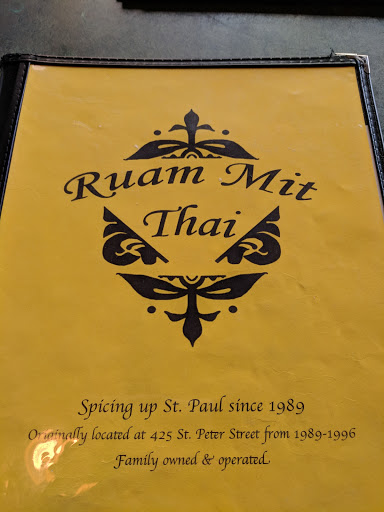 Ruam Mit
Thai
Spicing up St. Paul since 1989
Originally located at 425 St. Peter Street from 1989-1996
Family owned & operated.